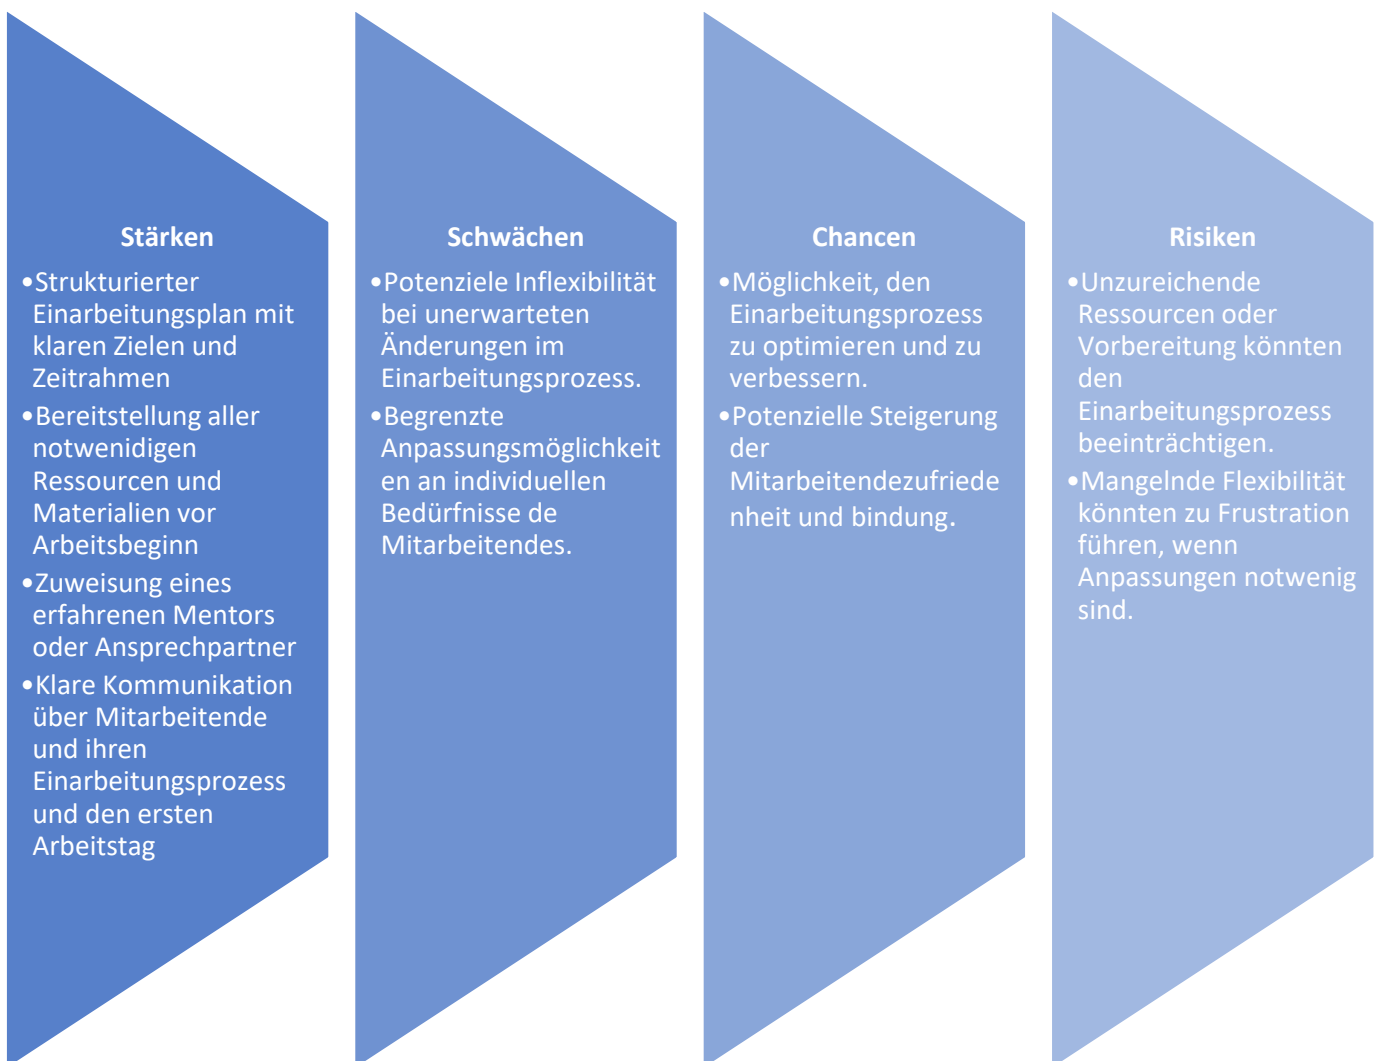 Stärken
•Strukturierter
Einarbeitungsplan mit
klaren Zielen und
Zeitrahmen
•Bereitstellung aller
notwenidigen
Ressourcen und
Materialien vor
Arbeitsbeginn
•Zuweisung eines
erfahrenen Mentors
oder Ansprechpartner
•Klare Kommunikation
über Mitarbeitende
und ihren
Einarbeitungsprozess
und den ersten
Arbeitstag
Schwächen
•Potenziele Inflexibilität
bei unerwarteten
Änderungen im
Einarbeitungsprozess.
•Begrenzte
Anpassungsmöglichkeit
en an individuellen
Bedürfnisse de
Mitarbeitendes.
Chancen
•Möglichkeit, den
Einarbeitungsprozess
zu optimieren und zu
verbessern.
•Potenzielle Steigerung
der
Mitarbeitendezufriede
nheit und bindung.
Risiken
•Unzureichende
Ressourcen oder
Vorbereitung könnten
den
Einarbeitungsprozess
beeinträchtigen.
•Mangelnde Flexibilität
könnten zu Frustration
führen, wenn
Anpassungen notwenig
sind.